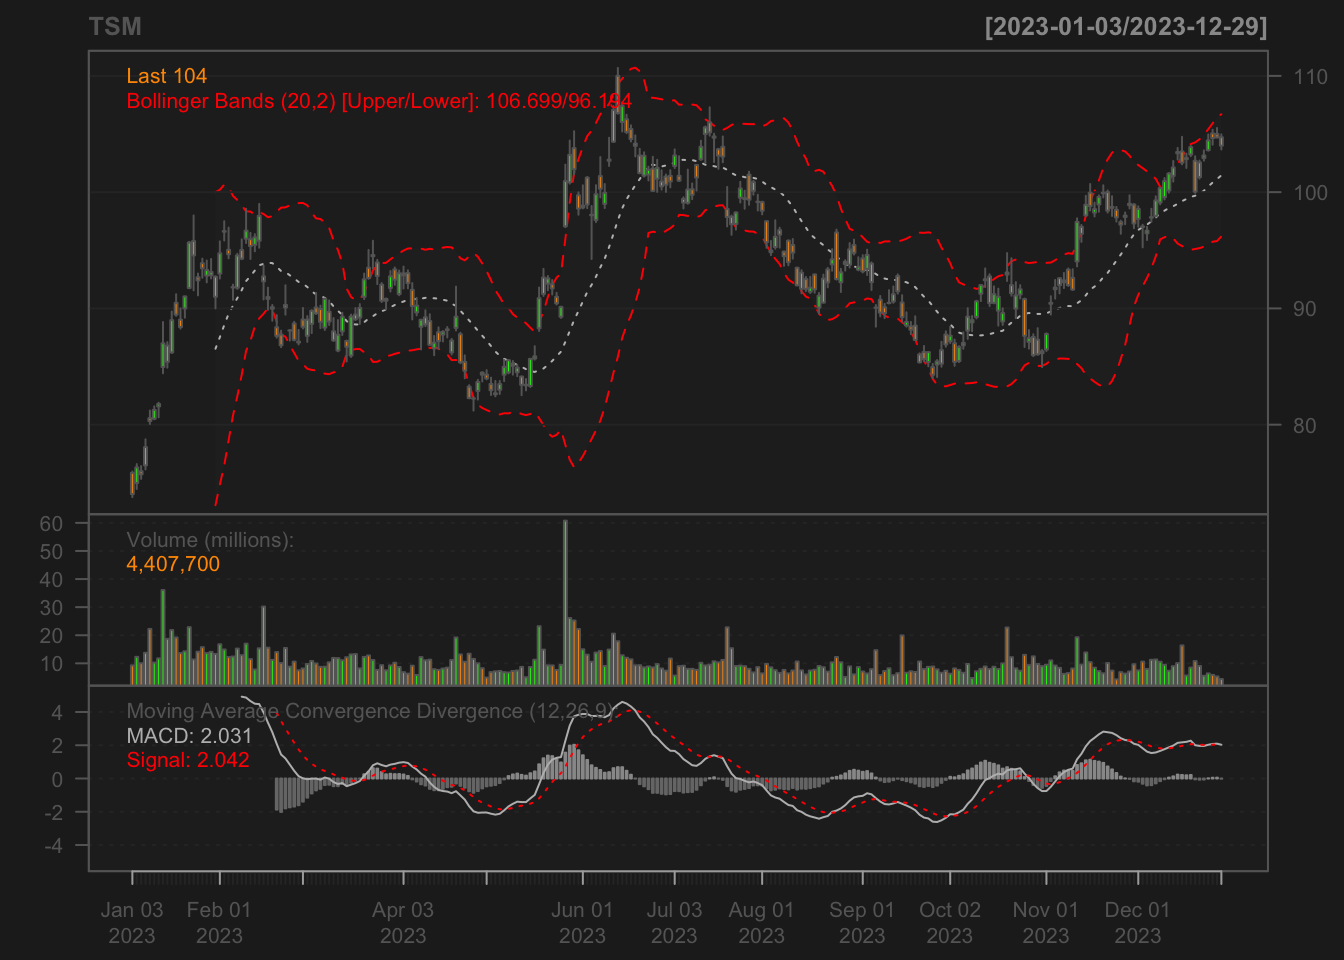 TSM [2023-01-03/2023-12-29]
Last 104
Bollinger Bands (20,2) [Upper/Lower]: 106.699/96.194
110
100
90
80
Volume (millions):
4,407,700
60
50
40
30
20
10
Moving Average Convergence Divergence (12,26,9):
MACD: 2.031
Signal: 2.042
4
2
0
-2
-4
Jan 03 Feb 01 Apr 03 Jun 01 Jul 03 Aug 01 Sep 01 Oct 02 Nov 01 Dec 01
2023 2023 2023 2023 2023 2023 2023 2023 2023 2023